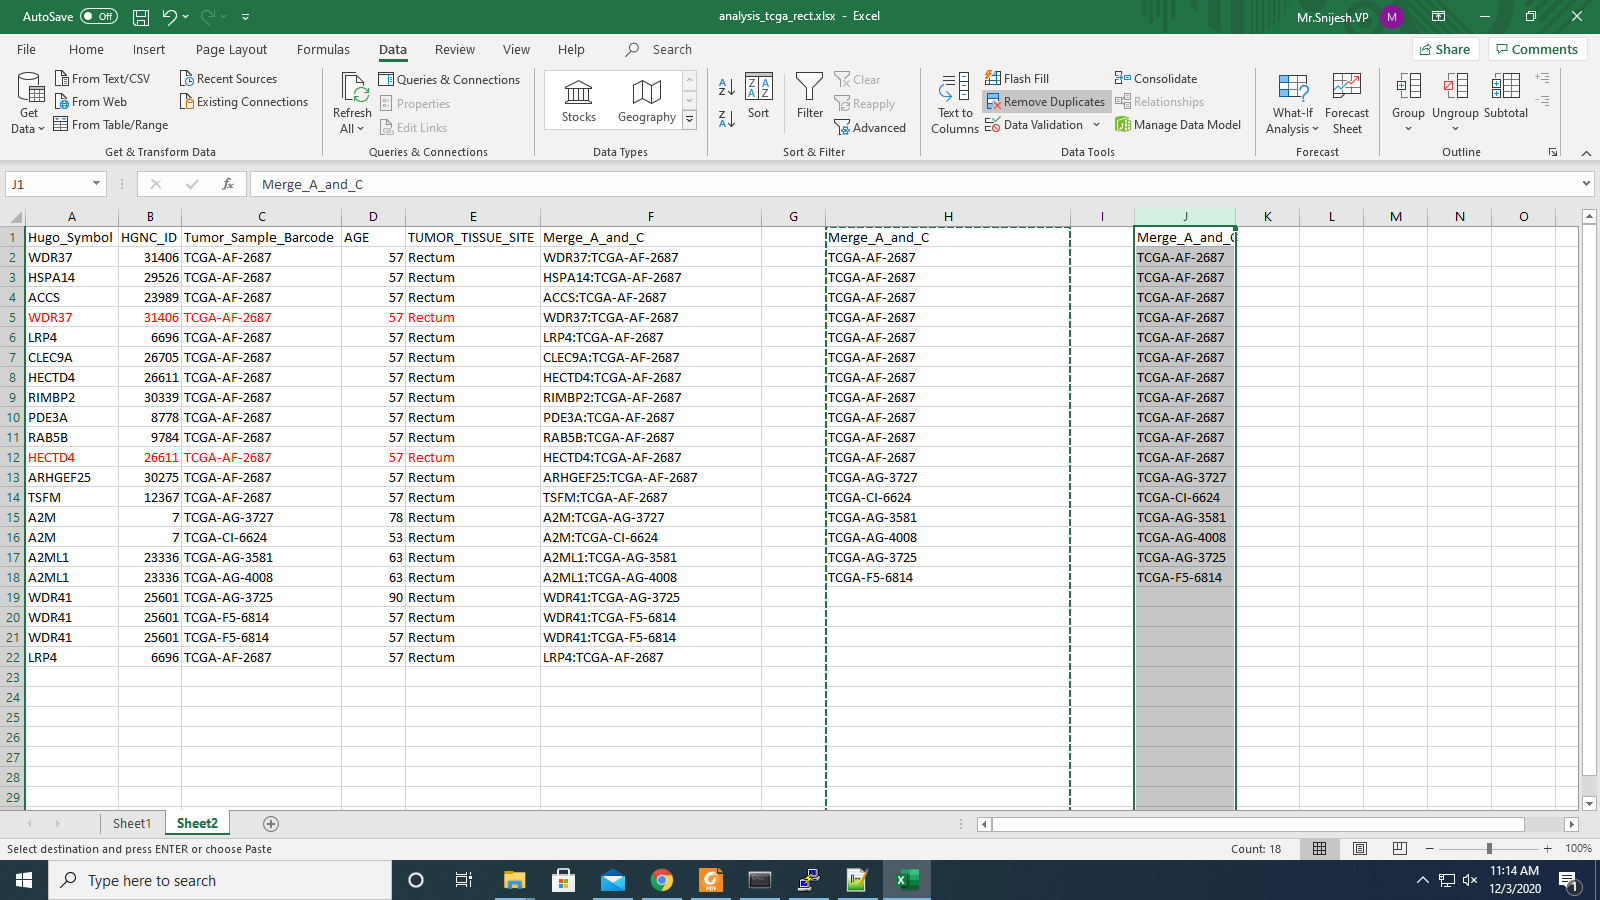 AutoSave Off analysis_tcga_rect.xlsx - Excel Mr.Snijesh.VP M
File Home Insert Page Layout Formulas Data Review View Help Search Share Comments
Get Data
From Text/CSV
From Web
From Table/Range
Recent Sources
Existing Connections
Get & Transform Data
Refresh All
Queries & Connections
Properties
Edit Links
Queries & Connections
Stocks Geography
Data Types
Sort
Filter
Clear
Reapply
Advanced
Sort & Filter
Text to Columns
Flash Fill
Remove Duplicates
Data Validation
Consolidate
Relationships
Manage Data Model
Data Tools
What-If Analysis
Forecast Sheet
Forecast
Group Ungroup Subtotal
Outline
J1 fx Merge_A_and_C
A B C D E F G H I J K L M N O
1 Hugo_Symbol HGNC_ID Tumor_Sample_Barcode AGE TUMOR_TISSUE_SITE Merge_A_and_C Merge_A_and_C Merge_A_and_C
2 WDR37 31406 TCGA-AF-2687 57 Rectum WDR37:TCGA-AF-2687 TCGA-AF-2687 TCGA-AF-2687
3 HSPA14 29526 TCGA-AF-2687 57 Rectum HSPA14:TCGA-AF-2687 TCGA-AF-2687 TCGA-AF-2687
4 ACCS 23989 TCGA-AF-2687 57 Rectum ACCS:TCGA-AF-2687 TCGA-AF-2687 TCGA-AF-2687
5 WDR37 31406 TCGA-AF-2687 57 Rectum WDR37:TCGA-AF-2687 TCGA-AF-2687 TCGA-AF-2687
6 LRP4 6696 TCGA-AF-2687 57 Rectum LRP4:TCGA-AF-2687 TCGA-AF-2687 TCGA-AF-2687
7 CLEC9A 26705 TCGA-AF-2687 57 Rectum CLEC9A:TCGA-AF-2687 TCGA-AF-2687 TCGA-AF-2687
8 HECTD4 26611 TCGA-AF-2687 57 Rectum HECTD4:TCGA-AF-2687 TCGA-AF-2687 TCGA-AF-2687
9 RIMBP2 30339 TCGA-AF-2687 57 Rectum RIMBP2:TCGA-AF-2687 TCGA-AF-2687 TCGA-AF-2687
10 PDE3A 8778 TCGA-AF-2687 57 Rectum PDE3A:TCGA-AF-2687 TCGA-AF-2687 TCGA-AF-2687
11 RAB5B 9784 TCGA-AF-2687 57 Rectum RAB5B:TCGA-AF-2687 TCGA-AF-2687 TCGA-AF-2687
12 HECTD4 26611 TCGA-AF-2687 57 Rectum HECTD4:TCGA-AF-2687 TCGA-AF-2687 TCGA-AF-2687
13 ARHGEF25 30275 TCGA-AF-2687 57 Rectum ARHGEF25:TCGA-AF-2687 TCGA-AG-3727 TCGA-AG-3727
14 TSFM 12367 TCGA-AF-2687 57 Rectum TSFM:TCGA-AF-2687 TCGA-CI-6624 TCGA-CI-6624
15 A2M 7 TCGA-AG-3727 78 Rectum A2M:TCGA-AG-3727 TCGA-AG-3581 TCGA-AG-3581
16 A2M 7 TCGA-CI-6624 53 Rectum A2M:TCGA-CI-6624 TCGA-AG-4008 TCGA-AG-4008
17 A2ML1 23336 TCGA-AG-3581 63 Rectum A2ML1:TCGA-AG-3581 TCGA-AG-3725 TCGA-AG-3725
18 A2ML1 23336 TCGA-AG-4008 63 Rectum A2ML1:TCGA-AG-4008 TCGA-F5-6814 TCGA-F5-6814
19 WDR41 25601 TCGA-AG-3725 90 Rectum WDR41:TCGA-AG-3725
20 WDR41 25601 TCGA-F5-6814 57 Rectum WDR41:TCGA-F5-6814
21 WDR41 25601 TCGA-F5-6814 57 Rectum WDR41:TCGA-F5-6814
22 LRP4 6696 TCGA-AF-2687 57 Rectum LRP4:TCGA-AF-2687
23
24
25
26
27
28
29
Sheet1 Sheet2
Select destination and press ENTER or choose Paste Count: 18 100%
Type here to search
11:14 AM
12/3/2020
1